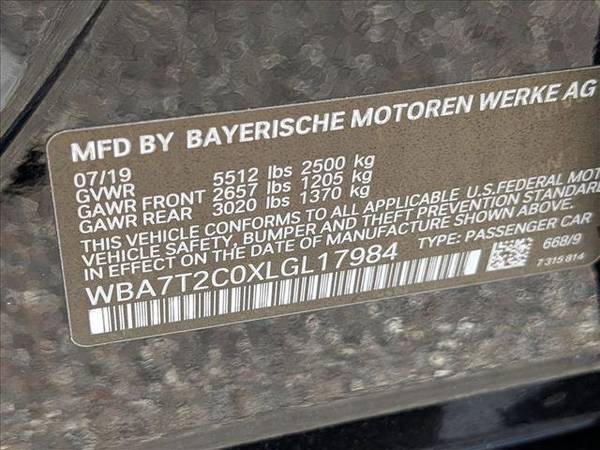 MFD BY BAYERISCHE MOTOREN WERKE AG
07/19
GVWR 5512 lbs 2500 kg
GAWR FRONT 2657 lbs 1205 kg
GAWR REAR 3020 lbs 1370 kg
THIS VEHICLE CONFORMS TO ALL APPLICABLE U.S.FEDERAL MOT
VEHICLE SAFETY, BUMPER AND THEFT PREVENTION STANDARD
IN EFFECT ON THE DATE OF MANUFACTURE SHOWN ABOVE.
WBA7T2C0XLGL17984 TYPE: PASSENGER CAR
668/9
7 315 814